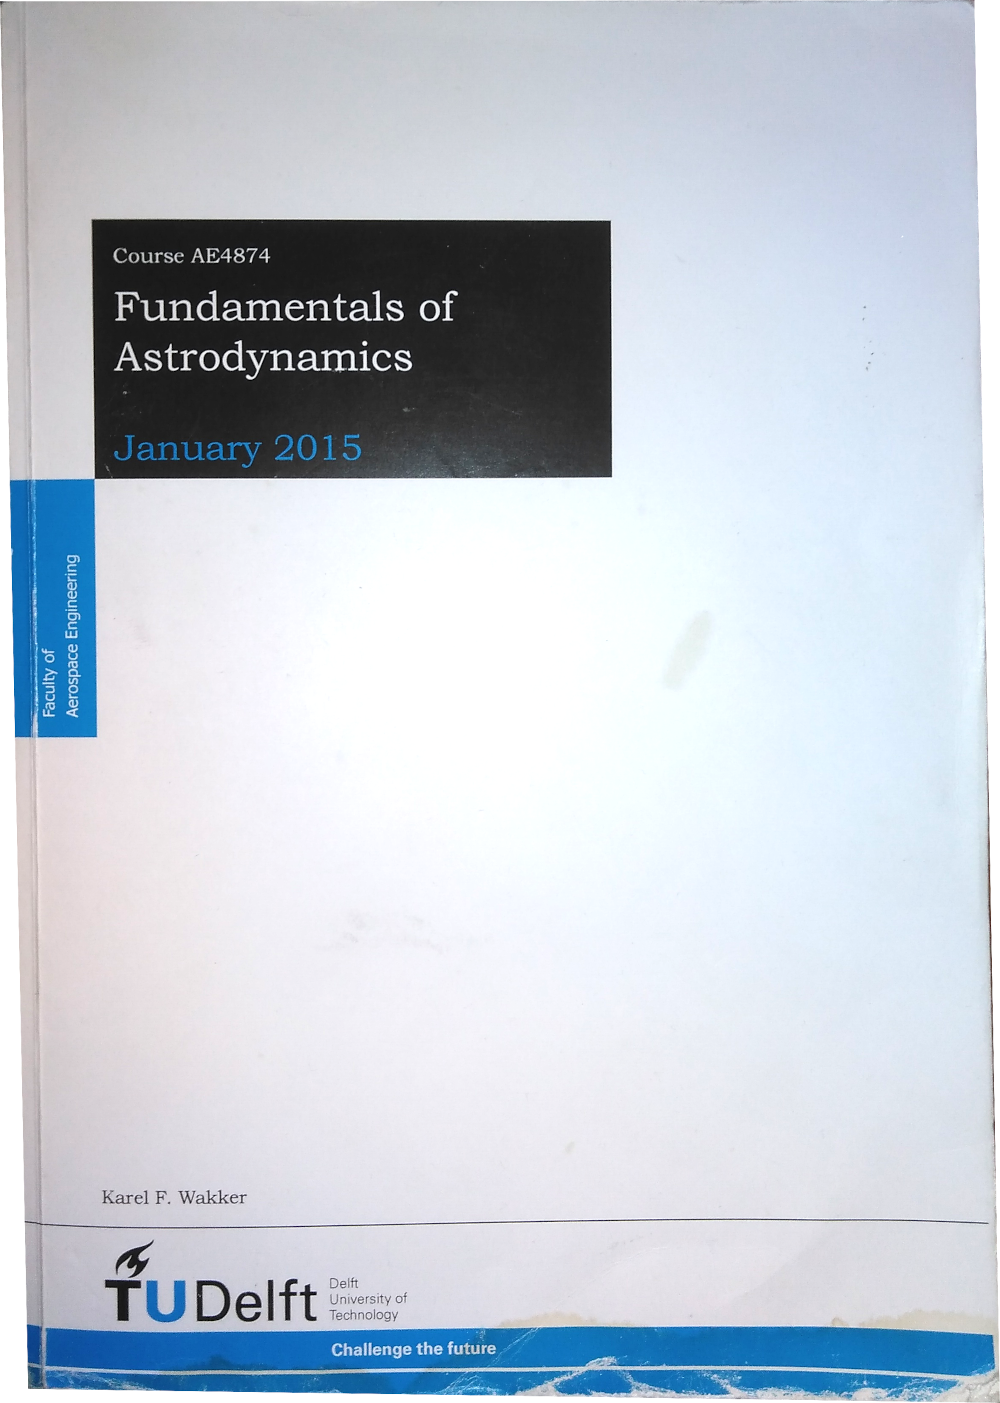 Course AE4874
Fundamentals of
Astrodynamics
January 2015
Faculty of
Aerospace Engineering
Karel F. Wakker
TUDelft
Delft
University of
Technology
Challenge the future